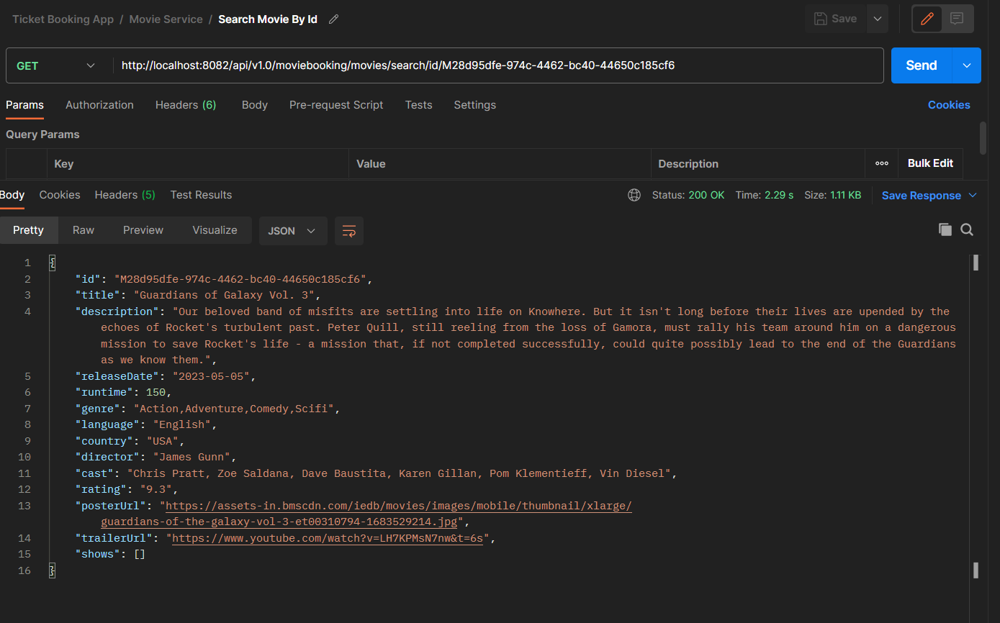 Ticket Booking App / Movie Service / Search Movie By Id
Save
GET
http://localhost:8082/api/v1.0/moviebooking/movies/search/id/M28d95dfe-974c-4462-bc40-44650c185cf6
Send
Params Authorization Headers (6) Body Pre-request Script Tests Settings Cookies
Query Params
Key Value Description Bulk Edit
Body Cookies Headers (5) Test Results Status: 200 OK Time: 2.29 s Size: 1.11 KB Save Response
Pretty Raw Preview Visualize JSON
1 {
2 "id": "M28d95dfe-974c-4462-bc40-44650c185cf6",
3 "title": "Guardians of Galaxy Vol. 3",
4 "description": "Our beloved band of misfits are settling into life on Knowhere. But it isn't long before their lives are upended by the
echoes of Rocket's turbulent past. Peter Quill, still reeling from the loss of Gamora, must rally his team around him on a dangerous
mission to save Rocket's life - a mission that, if not completed successfully, could quite possibly lead to the end of the Guardians
as we know them.",
5 "releaseDate": "2023-05-05",
6 "runtime": 150,
7 "genre": "Action,Adventure,Comedy,Scifi",
8 "language": "English",
9 "country": "USA",
10 "director": "James Gunn",
11 "cast": "Chris Pratt, Zoe Saldana, Dave Baustita, Karen Gillan, Pom Klementieff, Vin Diesel",
12 "rating": "9.3",
13 "posterUrl": "https://assets-in.bmscdn.com/iedb/movies/images/mobile/thumbnail/xlarge/
guardians-of-the-galaxy-vol-3-et00310794-1683529214.jpg",
14 "trailerUrl": "https://www.youtube.com/watch?v=LH7KPMsN7nw&t=6s",
15 "shows": []
16 }